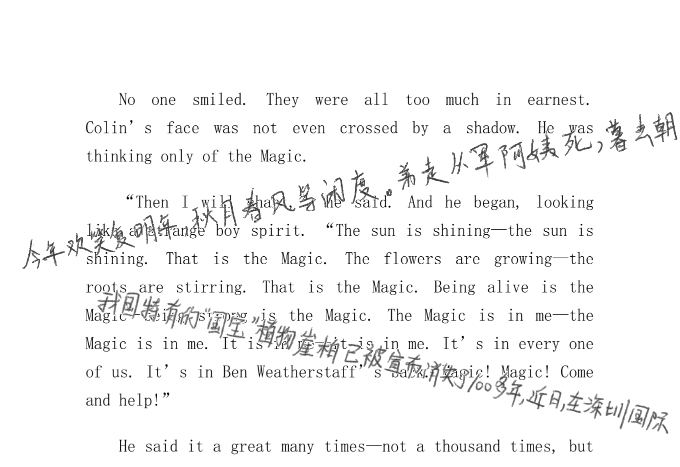 No one smiled. They were all too much in earnest.
Colin’s face was not even crossed by a shadow. He was
thinking only of the Magic.
“Then I will chant,” he said. And he began, looking
like a strange boy spirit. “The sun is shining—the sun is
shining. That is the Magic. The flowers are growing—the
roots are stirring. That is the Magic. Being alive is the
Magic—being strong is the Magic. The Magic is in me—the
Magic is in me. It is in me—it is in me. It’s in every one
of us. It’s in Ben Weatherstaff’s back. Magic! Magic! Come
and help!”
He said it a great many times—not a thousand times, but
今年欢笑复明年,秋月春风等闲度。弟走从军阿姨死,暮去朝
我国特有的“国宝”植物崖柏已被宣布消失了100多年,近日,在深圳国际